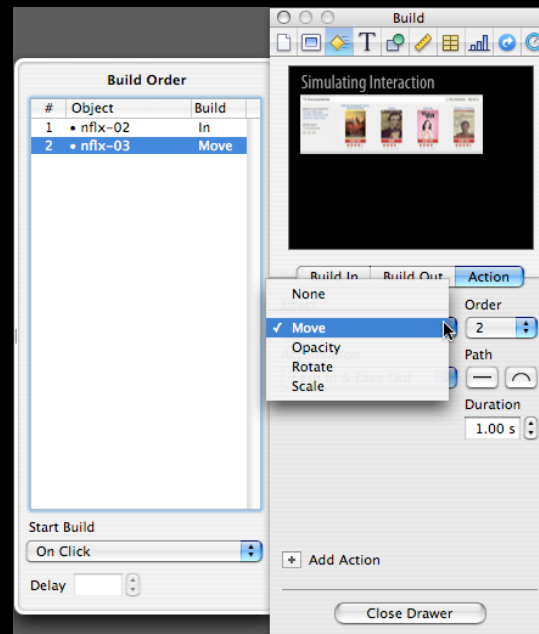 Build
Build Order
# Object Build
1 • nflx-02 In
2 • nflx-03 Move
Simulating Interaction
Build In Build Out Action
None
✓ Move
Opacity
Rotate
Scale
Order
2
Path
& Ease Out
Duration
1.00 s
Start Build
On Click
Delay
+ Add Action
Close Drawer